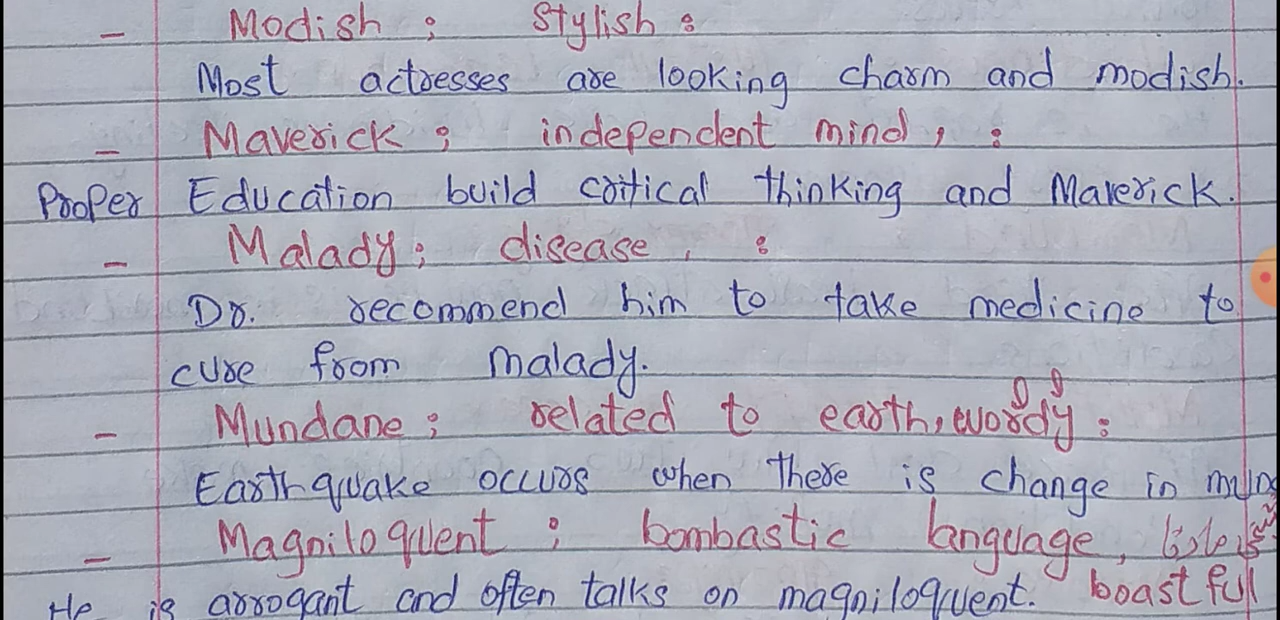 - Modish ; Stylish :
Most actresses are looking charm and modish.
- Maverick ; independent mind, :
Proper Education build critical thinking and Maverick.
- Malady ; disease, :
Dr. recommend him to take medicine to
cure from malady.
- Mundane ; related to earth, wordy :
Earthquake occurs when there is change in mun
- Magniloquent ; bombastic language,
He is arrogant and often talks on magniloquent. boastful